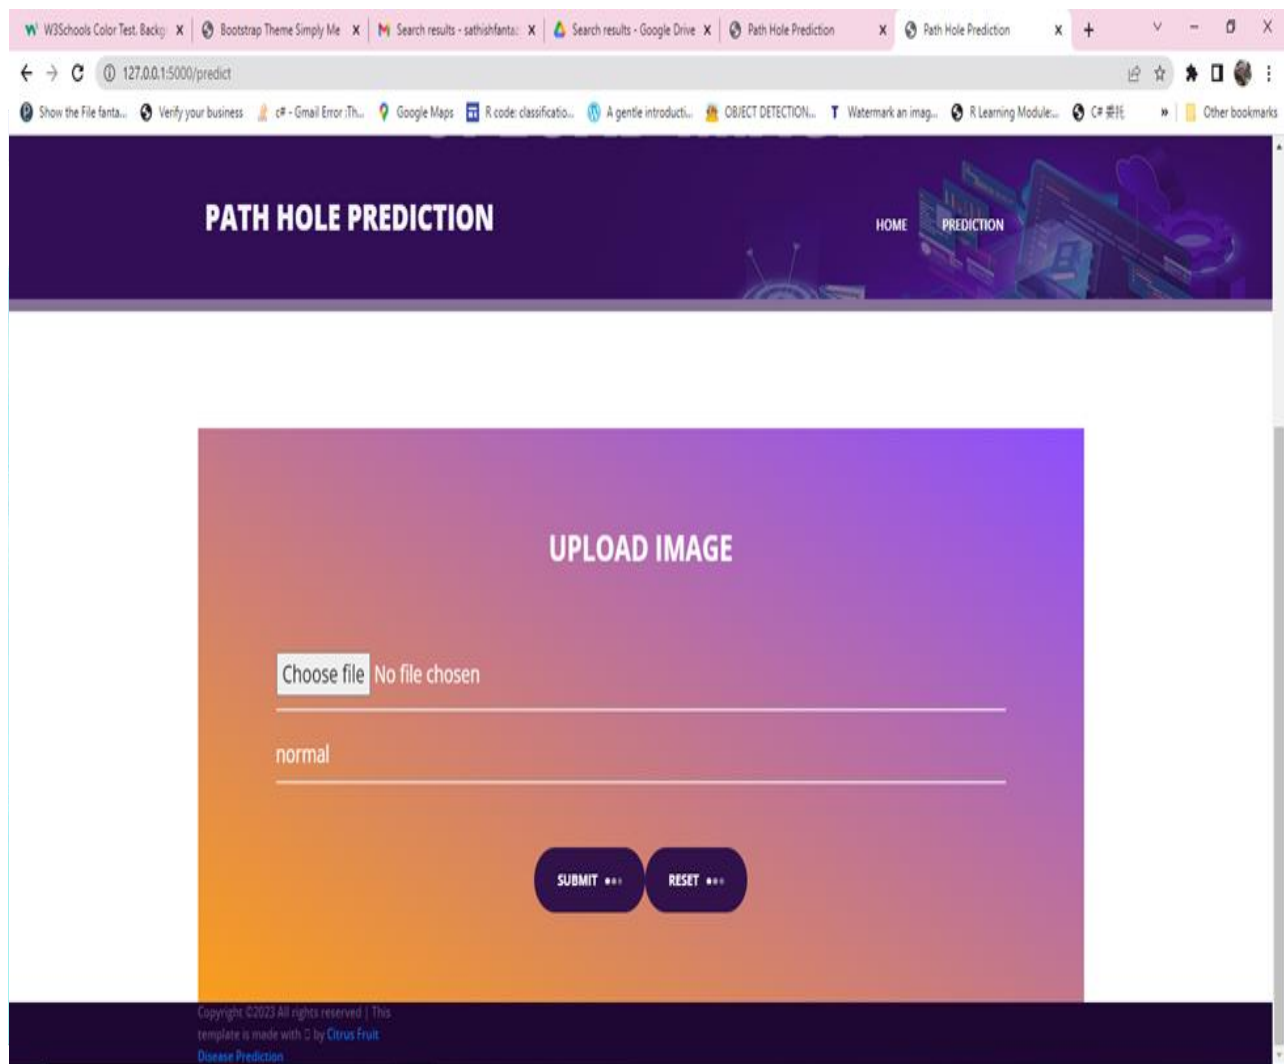 W3Schools Color Test. Backg
Bootstrap Theme Simply Me
Search results - sathishfanta
Search results - Google Drive
Path Hole Prediction
Path Hole Prediction
127.0.0.1:5000/predict
Show the File fanta...
Verify your business
c# - Gmail Error :Th...
Google Maps
R code: classificatio...
A gentle introducti...
OBJECT DETECTION...
Watermark an imag...
R Learning Module:...
C# 委托
»
Other bookmarks
UPLOAD IMAGE
PATH HOLE PREDICTION
HOME
PREDICTION
UPLOAD IMAGE
Choose file No file chosen
normal
SUBMIT
RESET
Copyright ©2023 All rights reserved | This
template is made with by Citrus Fruit
Disease Prediction